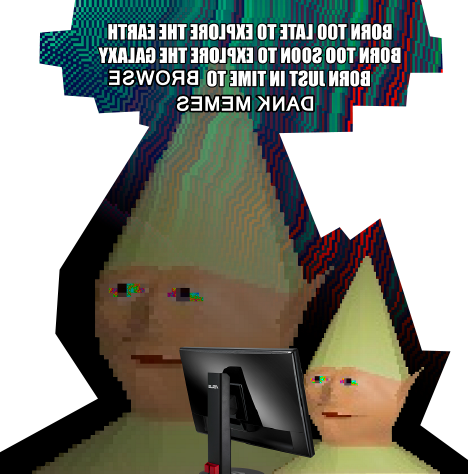 BORN TOO LATE TO EXPLORE THE EARTH
BORN TOO SOON TO EXPLORE THE GALAXY
BORN JUST IN TIME TO BROWSE
DANK MEMES